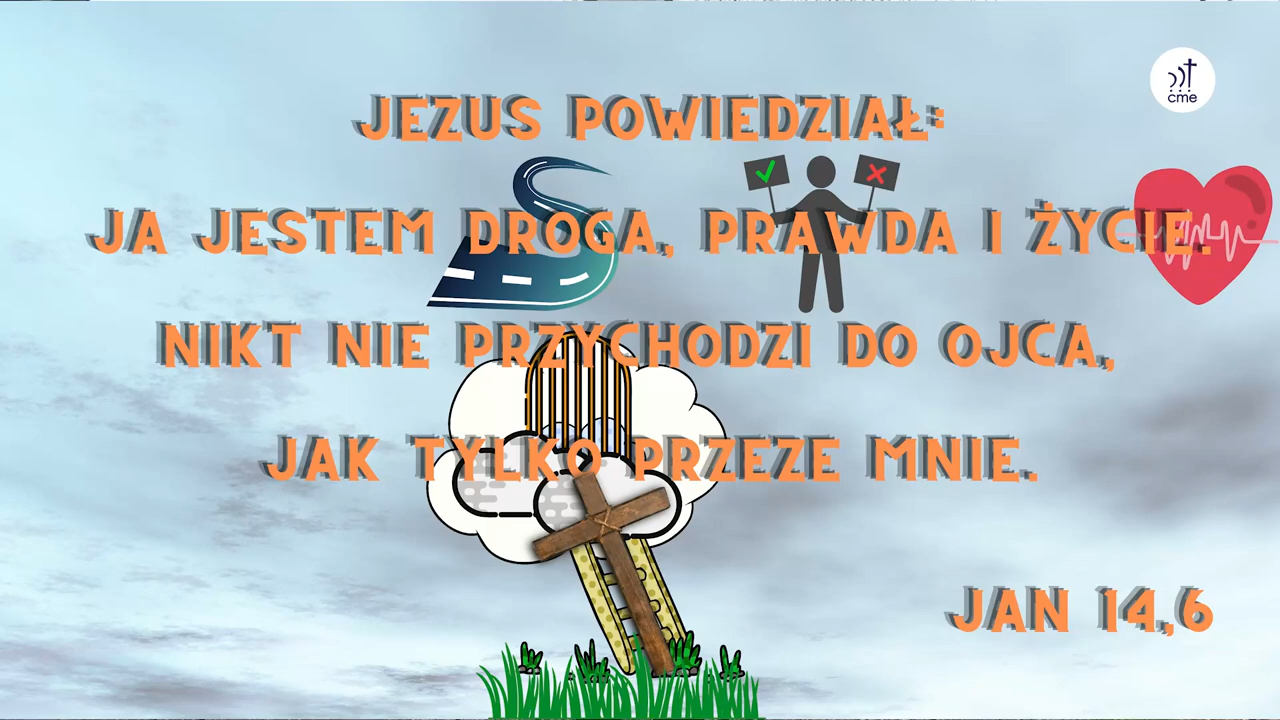 JEZUS POWIEDZIAŁ:
JA JESTEM DROGA, PRAWDA I ŻYCIE.
NIKT NIE PRZYCHODZI DO OJCA,
JAK TYLKO PRZEZE MNIE.
JAN 14,6
cme